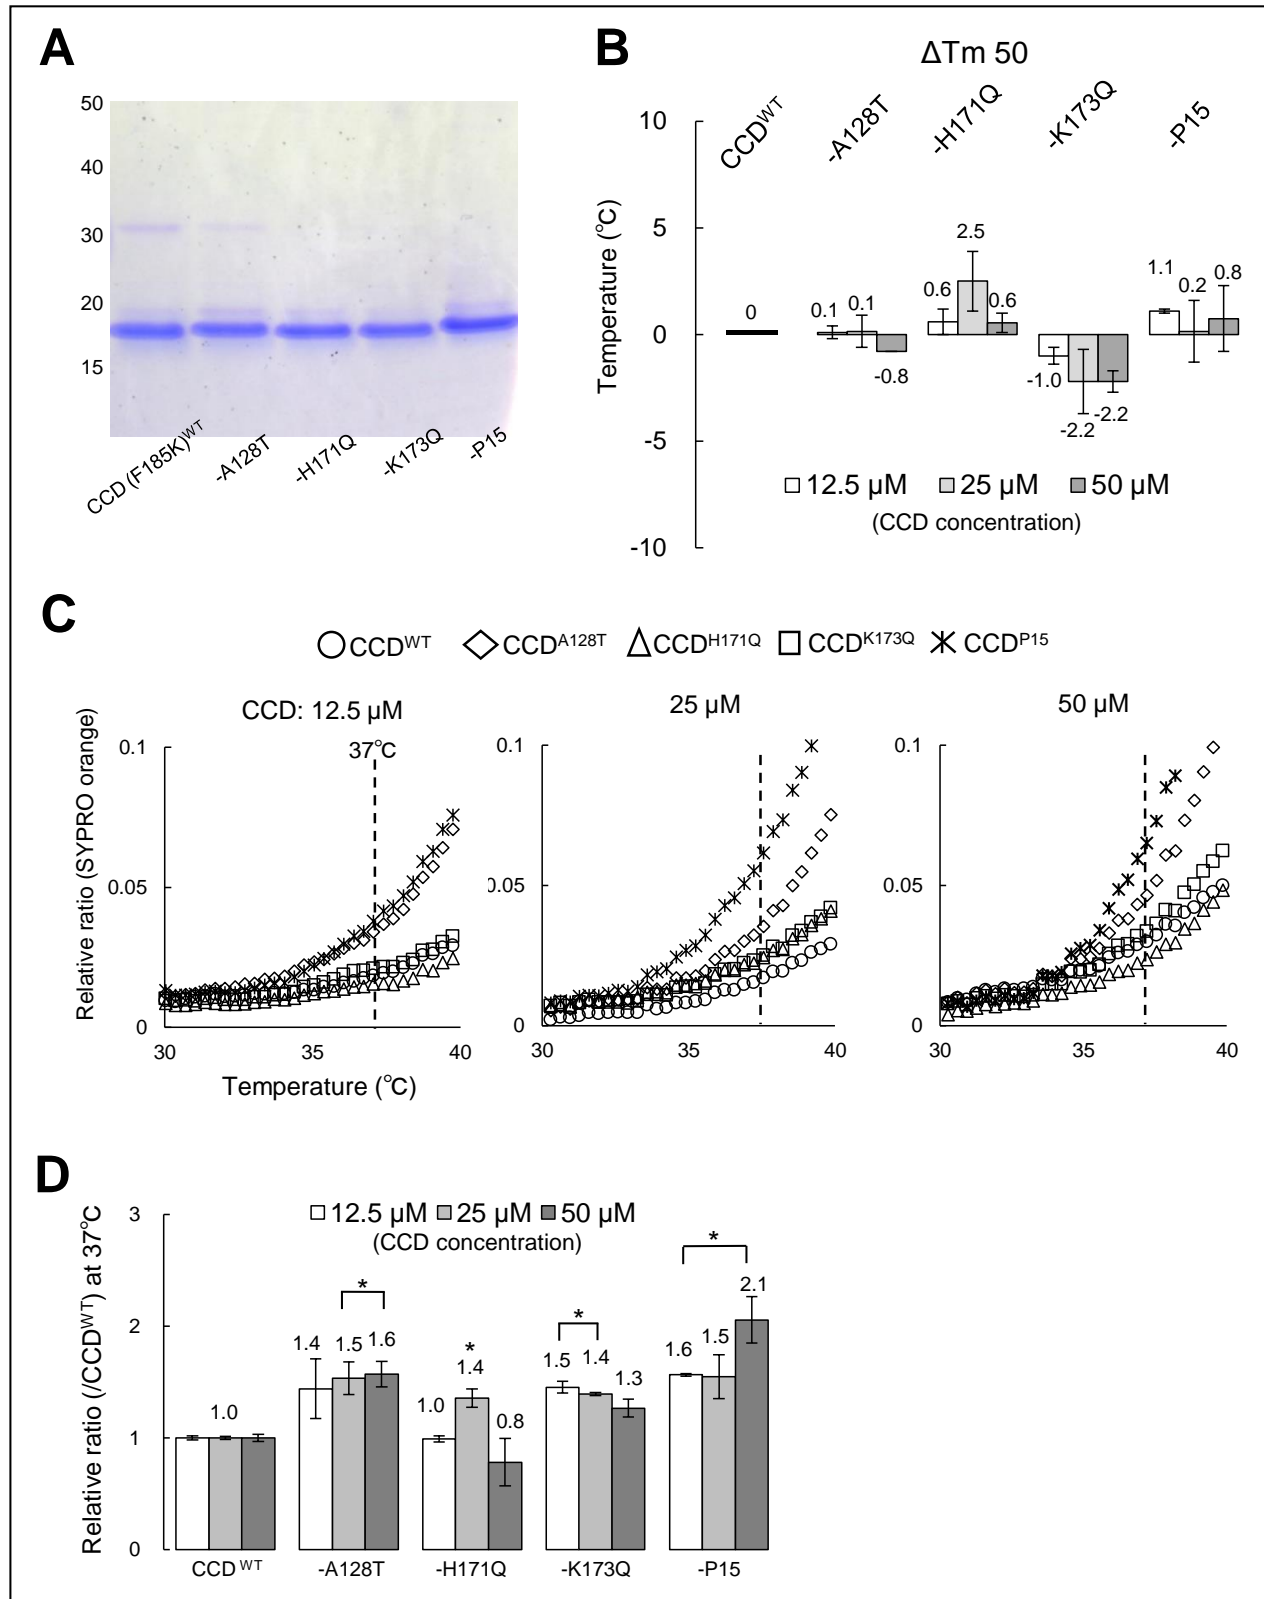 A
50
40
30
20
15
CCD (F185K)WT
-A128T
-H171Q
-K173Q
-P15
B
ΔTm 50
CCDWT
-A128T
-H171Q
-K173Q
-P15
Temperature (℃)
10
5
0
-5
-10
0
0.1
0.1
-0.8
0.6
2.5
0.6
-1.0
-2.2
-2.2
1.1
0.2
0.8
12.5 µM
25 µM
50 µM
(CCD concentration)
C
CCDWT
CCDA128T
CCDH171Q
CCDK173Q
CCDP15
Relative ratio (SYPRO orange)
CCD: 12.5 µM
37℃
0.1
0.05
0
30
35
40
Temperature (℃)
25 µM
0.1
0.05
0
30
35
40
50 µM
0.1
0.05
0
30
35
40
D
Relative ratio (/CCDWT) at 37℃
12.5 µM
25 µM
50 µM
(CCD concentration)
3
2
1
0
1.0
1.4
1.5
1.6
*
1.0
1.4
*
0.8
1.5
1.4
*
1.3
1.6
1.5
2.1
*
CCD WT
-A128T
-H171Q
-K173Q
-P15